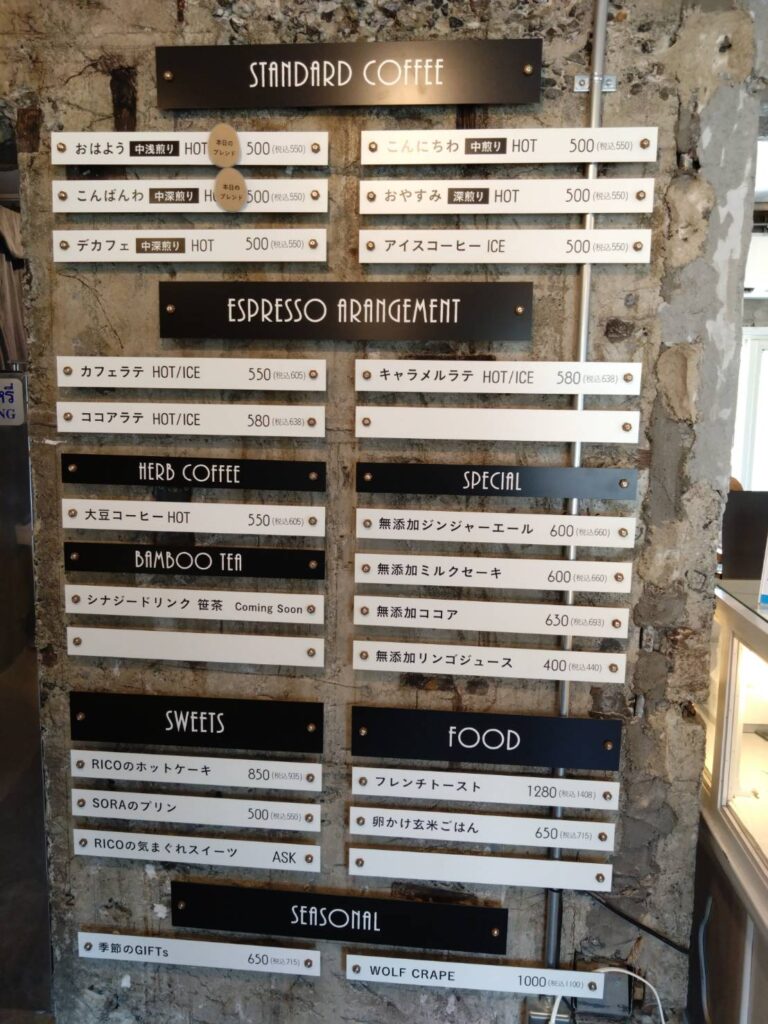 STANDARD COFFEE
おはよう 中浅煎り HOT 500(税込550)
本日の
ブレンド
こんにちわ 中煎り HOT 500(税込550)
こんばんわ 中深煎り 500(税込550)
本日の
ブレンド
おやすみ 深煎り HOT 500(税込550)
デカフェ 中深煎り HOT 500(税込550)
アイスコーヒー ICE 500(税込550)
ESPRESSO ARANGEMENT
カフェラテ HOT/ICE 550(税込605)
キャラメルラテ HOT/ICE 580(税込638)
ココアラテ HOT/ICE 580(税込638)
HERB COFFEE
大豆コーヒー HOT 550(税込605)
BAMBOO TEA
シナジードリンク 笹茶 Coming Soon
SPECIAL
無添加ジンジャーエール 600(税込660)
無添加ミルクセーキ 600(税込660)
無添加ココア 630(税込693)
無添加リンゴジュース 400(税込440)
SWEETS
RICOのホットケーキ 850(税込935)
SORAのプリン 500(税込550)
RICOの気まぐれスイーツ ASK
FOOD
フレンチトースト 1280(税込1408)
卵かけ玄米ごはん 650(税込715)
SEASONAL
季節のGIFTs 650(税込715)
WOLF CRAPE 1000(税込1100)